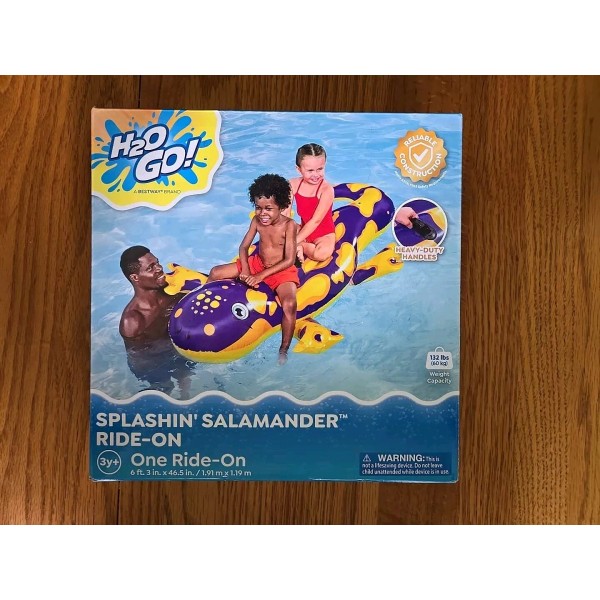 H2O
GO!
A BESTWAY® BRAND
RELIABLE
CONSTRUCTION
HEAVY-DUTY
HANDLES
132 lbs
(60 kg)
Weight
Capacity
SPLASHIN' SALAMANDER™
RIDE-ON
3y+
One Ride-On
6 ft. 3 in. x 46.5 in. / 1.91 m x 1.19 m
WARNING: This is
not a lifesaving device. Do not leave
child unattended while device is in use